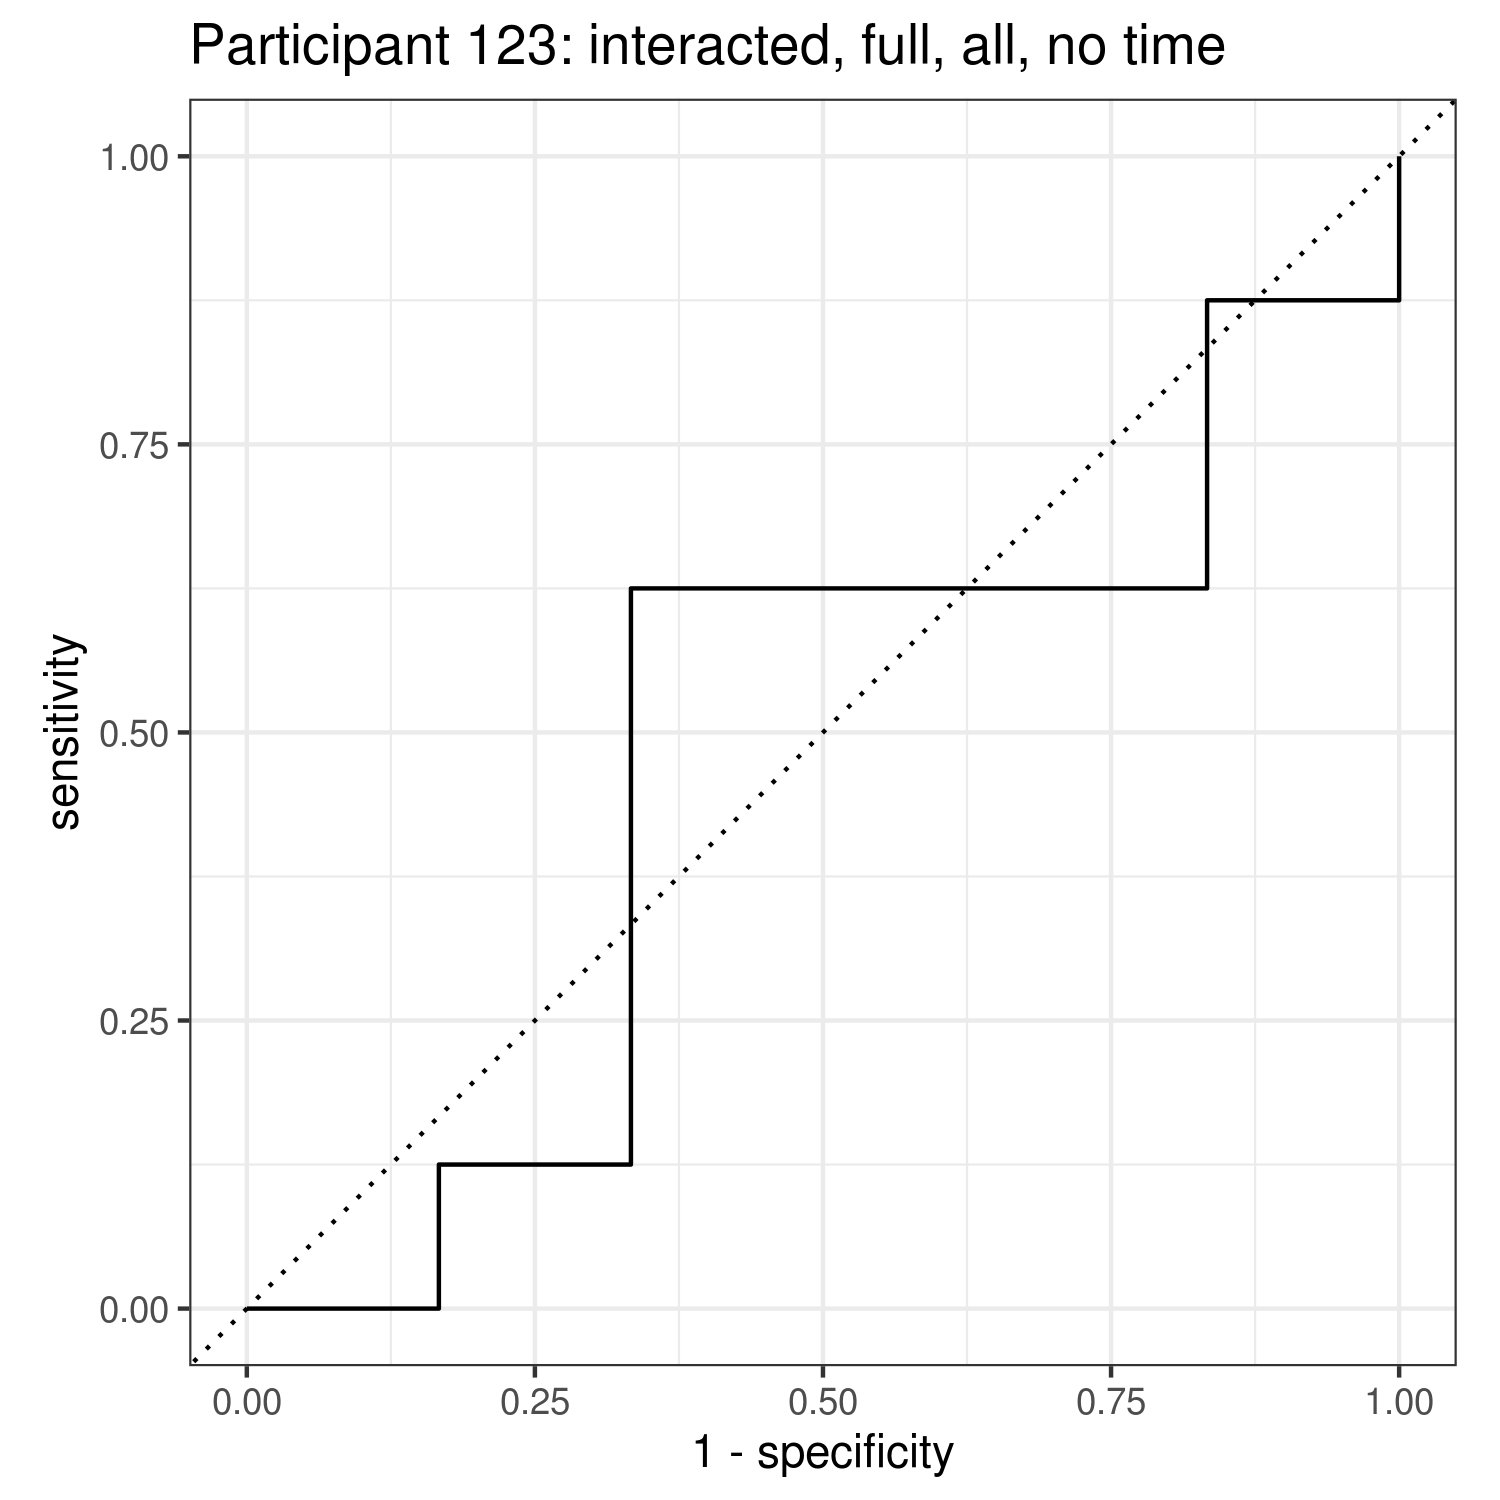 Participant 123: interacted, full, all, no time
1.00
0.75
0.50
0.25
0.00
sensitivity
0.00 0.25 0.50 0.75 1.00
1 - specificity